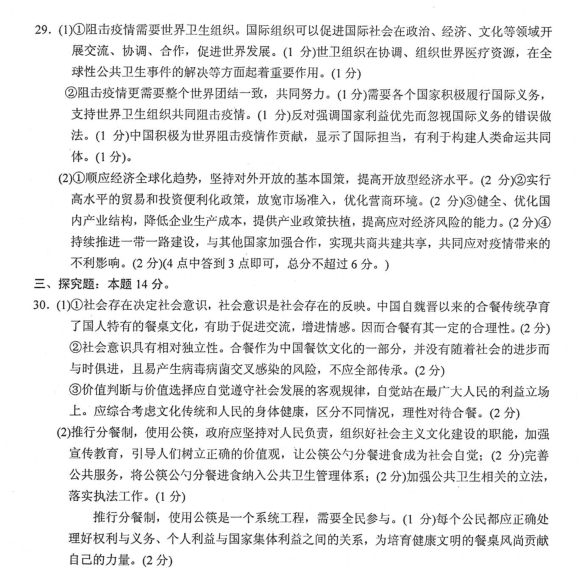 29. (1)①阻击疫情需要世界卫生组织。国际组织可以促进国际社会在政治、经济、文化等领域开
展交流、协调、合作，促进世界发展。(1 分)世卫组织在协调、组织世界医疗资源，在全
球性公共卫生事件的解决等方面起着重要作用。(1 分)
②阻击疫情更需要整个世界团结一致，共同努力。(1 分)需要各个国家积极履行国际义务，
支持世界卫生组织共同阻击疫情。(1 分)反对强调国家利益优先而忽视国际义务的错误做
法。(1 分)中国积极为世界阻击疫情作贡献，显示了国际担当，有利于构建人类命运共同
体。(1 分)。
(2)①顺应经济全球化趋势，坚持对外开放的基本国策，提高开放型经济水平。(2 分)②实行
高水平的贸易和投资便利化政策，放宽市场准入，优化营商环境。(2 分)③健全、优化国
内产业结构，降低企业生产成本，提供产业政策扶植，提高应对经济风险的能力。(2 分)④
持续推进一带一路建设，与其他国家加强合作，实现共商共建共享，共同应对疫情带来的
不利影响。(2 分)(4 点中答到 3 点即可，总分不超过 6 分。)
三、探究题：本题 14 分。
30. (1)①社会存在决定社会意识，社会意识是社会存在的反映。中国自魏晋以来的合餐传统孕育
了国人特有的餐桌文化，有助于促进交流，增进情感。因而合餐有其一定的合理性。(2 分)
②社会意识具有相对独立性。合餐作为中国餐饮文化的一部分，并没有随着社会的进步而
与时俱进，且易产生病毒病菌交叉感染的风险，不应全部传承。(2 分)
③价值判断与价值选择应自觉遵守社会发展的客观规律，自觉站在最广大人民的利益立场
上。应综合考虑文化传统和人民的身体健康，区分不同情况，理性对待合餐。(2 分)
(2)推行分餐制，使用公筷，政府应坚持对人民负责，组织好社会主义文化建设的职能，加强
宣传教育，引导人们树立正确的价值观，让公筷公勺分餐进食成为社会自觉；(2 分)完善
公共服务，将公筷公勺分餐进食纳入公共卫生管理体系；(2 分)加强公共卫生相关的立法，
落实执法工作。(1 分)
推行分餐制，使用公筷是一个系统工程，需要全民参与。(1 分)每个公民都应正确处
理好权利与义务、个人利益与国家集体利益之间的关系，为培育健康文明的餐桌风尚贡献
自己的力量。(2 分)